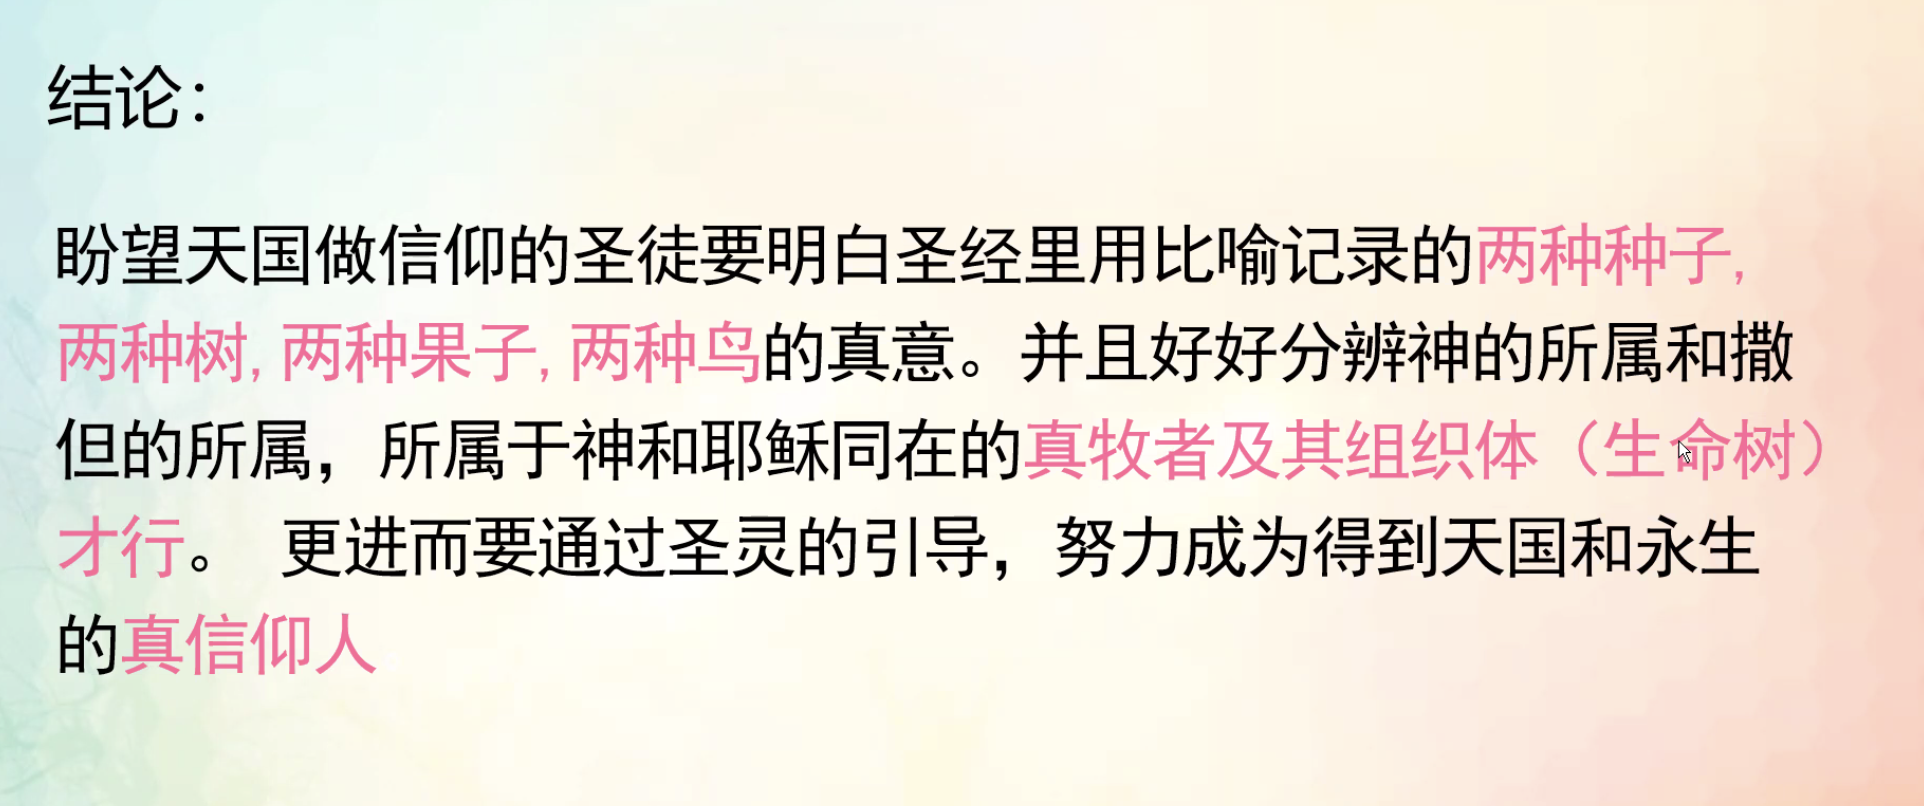 结论：
盼望天国做信仰的圣徒要明白圣经里用比喻记录的两种种子，
两种树，两种果子，两种鸟的真意。并且好好分辨神的所属和撒
但的所属，所属于神和耶稣同在的真牧者及其组织体（生命树）
才行。 更进而要通过圣灵的引导，努力成为得到天国和永生
的真信仰人